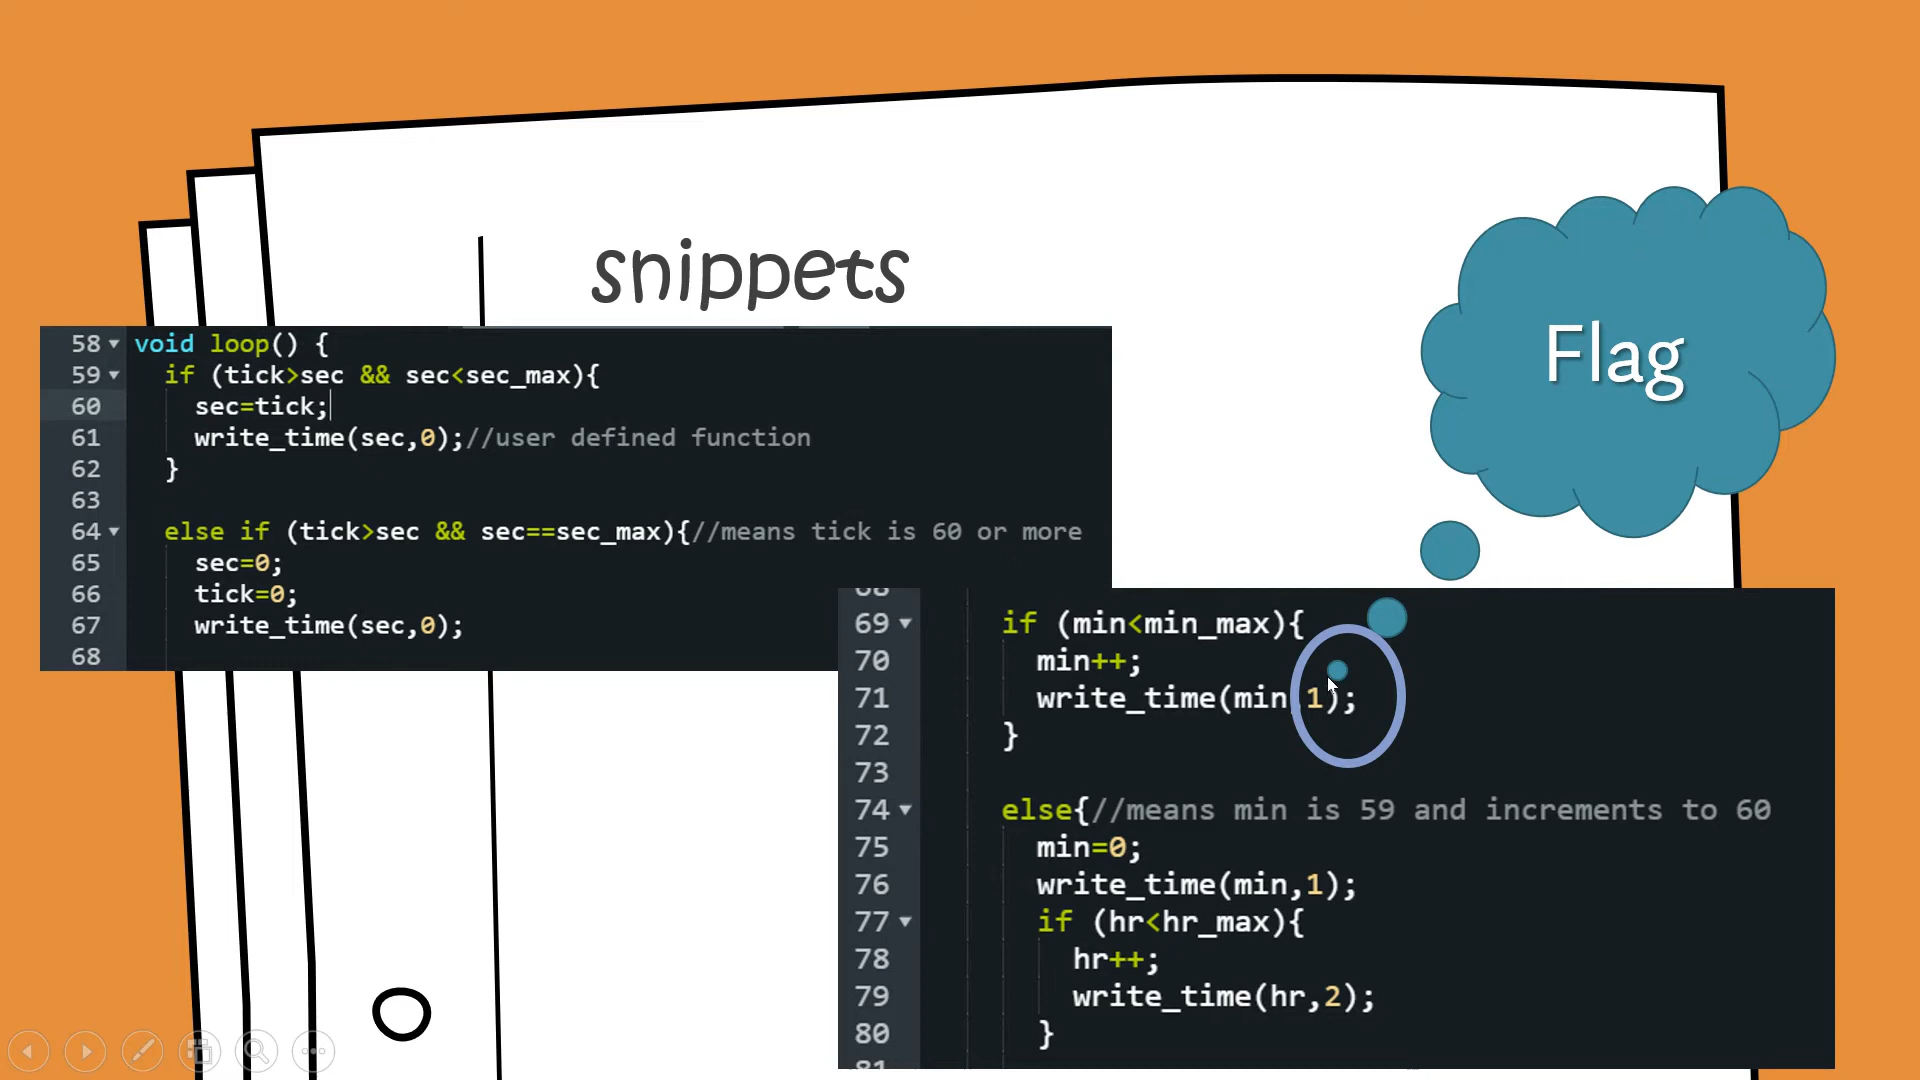 snippets
Flag
58 void loop() {
59 if (tick>sec && sec<sec_max){
60 sec=tick;
61 write_time(sec,0);//user defined function
62 }
63
64 else if (tick>sec && sec==sec_max){//means tick is 60 or more
65 sec=0;
66 tick=0;
67 write_time(sec,0);
68
68
69 if (min<min_max){
70 min++;
71 write_time(min,1);
72 }
73
74 else{//means min is 59 and increments to 60
75 min=0;
76 write_time(min,1);
77 if (hr<hr_max){
78 hr++;
79 write_time(hr,2);
80 }
81